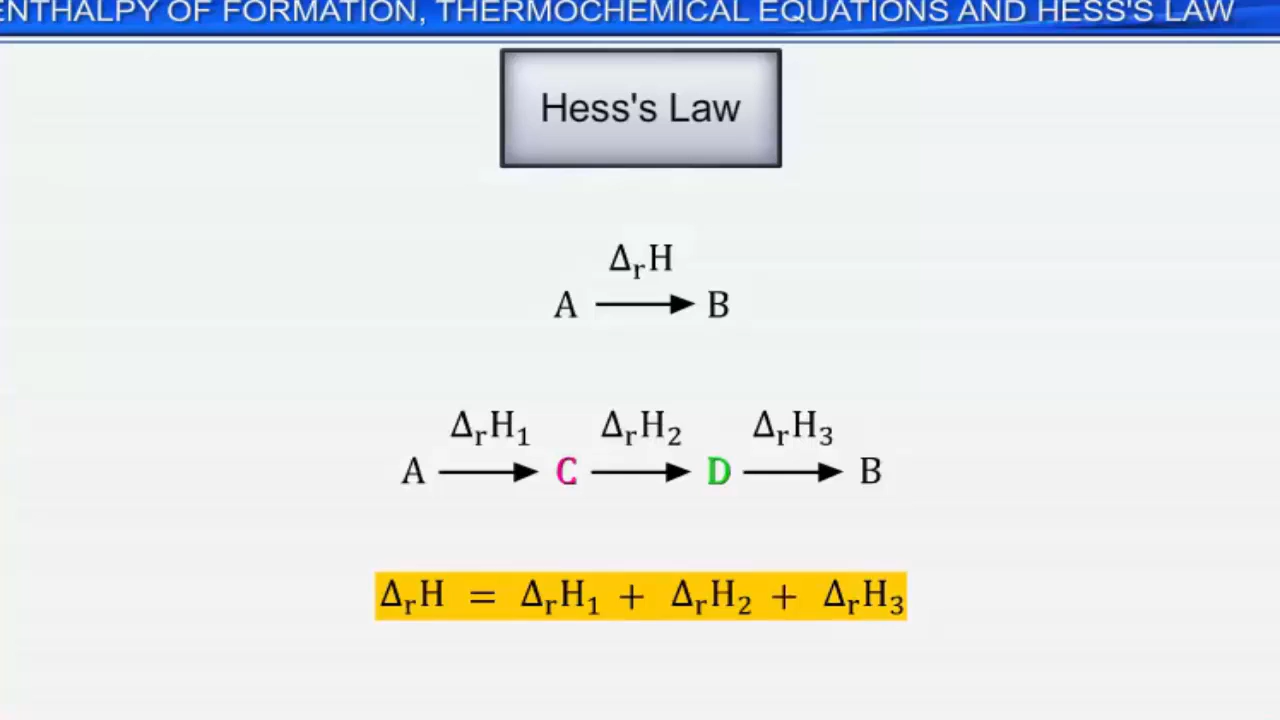 ENTHALPY OF FORMATION, THERMOCHEMICAL EQUATIONS AND HESS'S LAW
Hess's Law
ΔᵣH
A ⟶ B
ΔᵣH₁ ΔᵣH₂ ΔᵣH₃
A ⟶ C ⟶ D ⟶ B
ΔᵣH = ΔᵣH₁ + ΔᵣH₂ + ΔᵣH₃